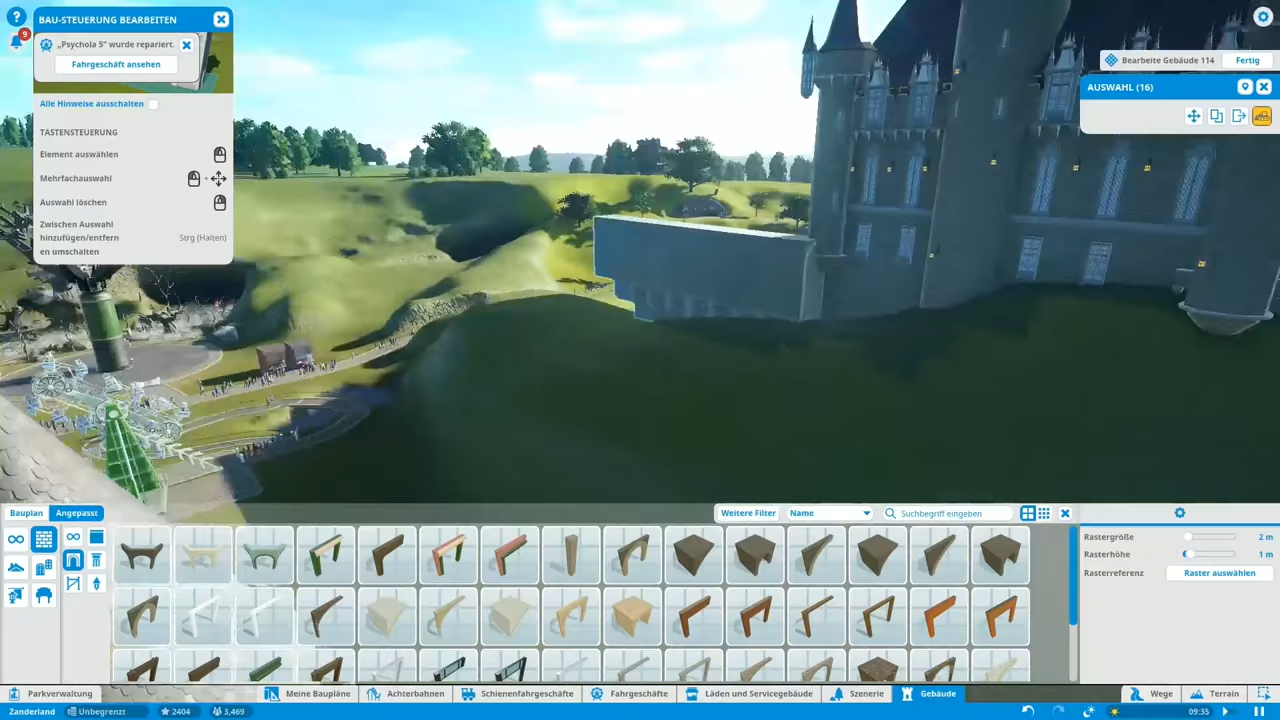 ?
BAU-STEUERUNG BEARBEITEN
9
„Psychola 5" wurde repariert.
Fahrgeschäft ansehen
Alle Hinweise ausschalten
TASTENSTEUERUNG
Element auswählen
Mehrfachauswahl
+
Auswahl löschen
Zwischen Auswahl
hinzufügen/entfern
en umschalten
Strg (Halten)
Bearbeite Gebäude 114
Fertig
AUSWAHL (16)
Bauplan
Angepasst
Weitere Filter
Name
Suchbegriff eingeben
Rastergröße
2 m
Rasterhöhe
1 m
Rasterreferenz
Raster auswählen
Parkverwaltung
Meine Baupläne
Achterbahnen
Schienenfahrgeschäfte
Fahrgeschäfte
Läden und Servicegebäude
Szenerie
Gebäude
Wege
Terrain
Zanderland
Unbegrenzt
2404
3,469
09:35